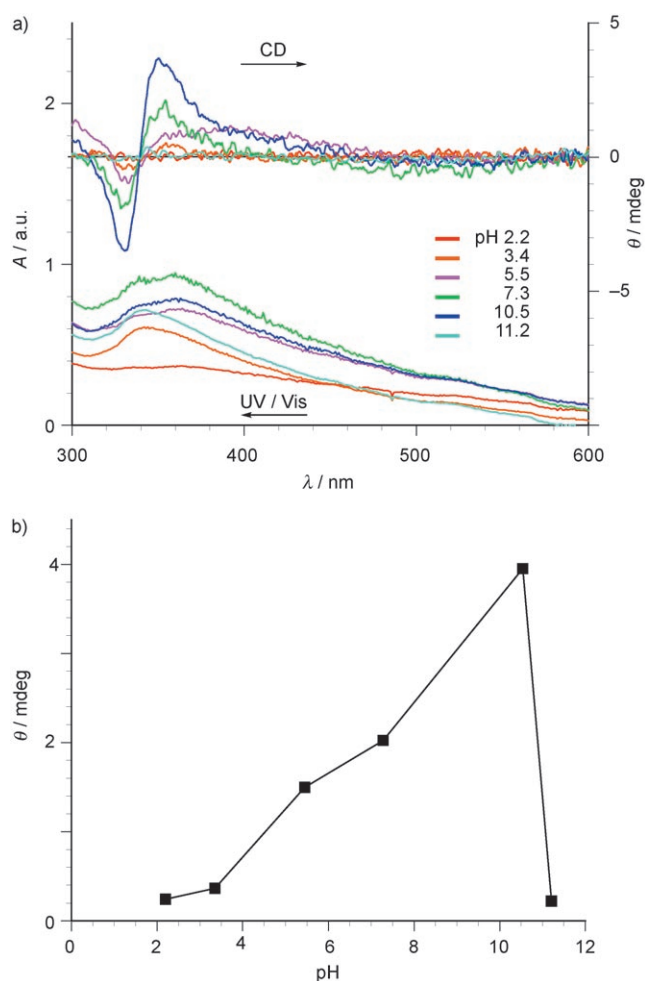 a)
CD
5
2
0
A / a.u.
θ / mdeg
pH 2.2
3.4
5.5
7.3
10.5
11.2
1
–5
UV / Vis
0
300
400
500
600
λ / nm
b)
4
θ / mdeg
2
0
0
2
4
6
8
10
12
pH